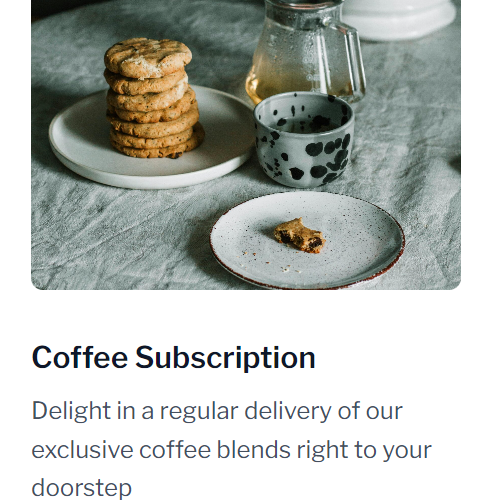 Coffee Subscription
Delight in a regular delivery of our
exclusive coffee blends right to your
doorstep